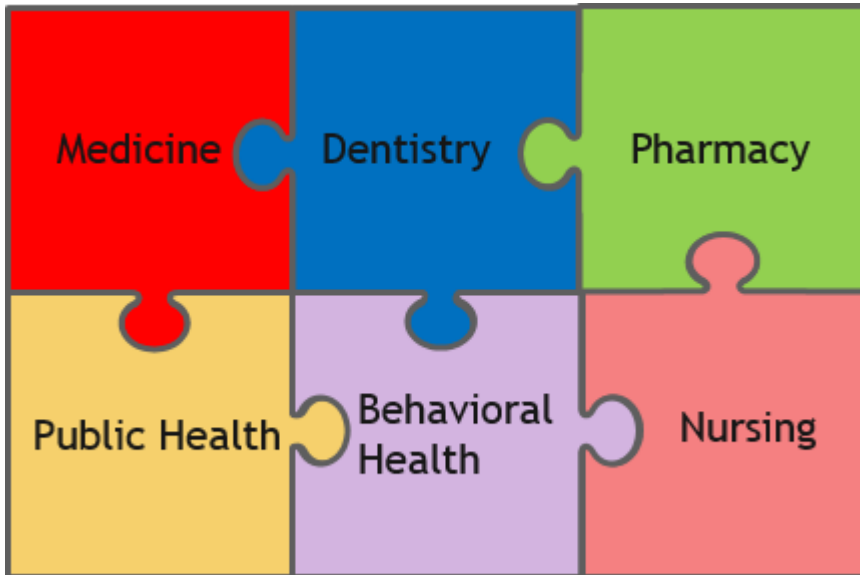 Medicine
Dentistry
Pharmacy
Public Health
Behavioral
Health
Nursing